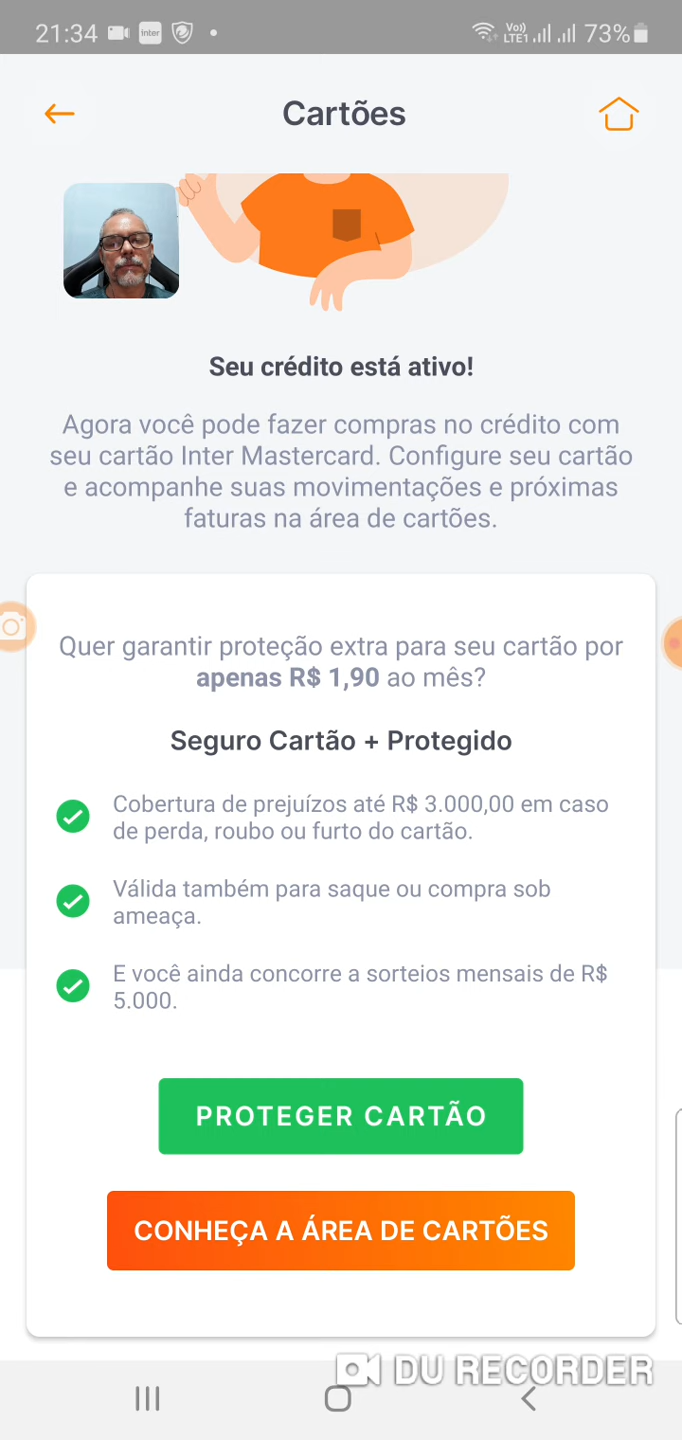 21:34 inter Vo) LTE1 73%
Cartões
Seu crédito está ativo!
Agora você pode fazer compras no crédito com
seu cartão Inter Mastercard. Configure seu cartão
e acompanhe suas movimentações e próximas
faturas na área de cartões.
Quer garantir proteção extra para seu cartão por
apenas R$ 1,90 ao mês?
Seguro Cartão + Protegido
Cobertura de prejuízos até R$ 3.000,00 em caso
de perda, roubo ou furto do cartão.
Válida também para saque ou compra sob
ameaça.
E você ainda concorre a sorteios mensais de R$
5.000.
PROTEGER CARTÃO
CONHEÇA A ÁREA DE CARTÕES
DU RECORDER